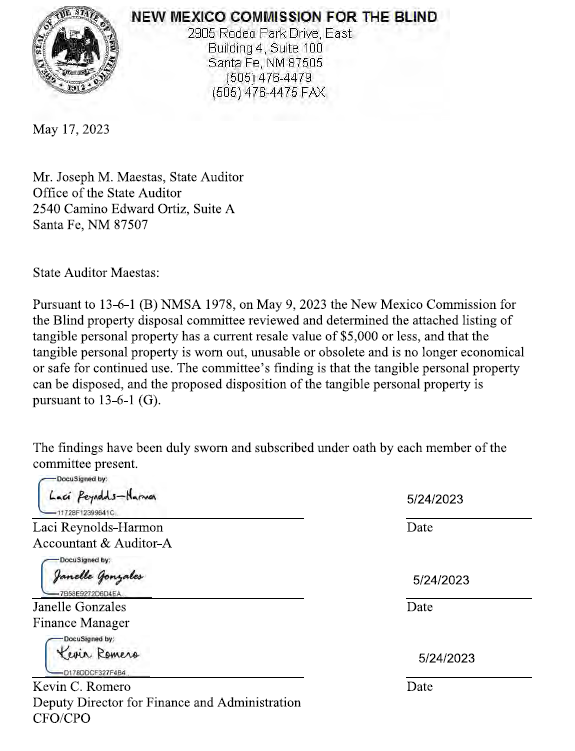 GREAT SEAL OF THE STATE OF NEW MEXICO
1912
NEW MEXICO COMMISSION FOR THE BLIND
2905 Rodeo Park Drive, East
Building 4, Suite 100
Santa Fe, NM 87505
(505) 476-4479
(505) 476-4475 FAX
May 17, 2023
Mr. Joseph M. Maestas, State Auditor
Office of the State Auditor
2540 Camino Edward Ortiz, Suite A
Santa Fe, NM 87507
State Auditor Maestas:
Pursuant to 13-6-1 (B) NMSA 1978, on May 9, 2023 the New Mexico Commission for
the Blind property disposal committee reviewed and determined the attached listing of
tangible personal property has a current resale value of $5,000 or less, and that the
tangible personal property is worn out, unusable or obsolete and is no longer economical
or safe for continued use. The committee's finding is that the tangible personal property
can be disposed, and the proposed disposition of the tangible personal property is
pursuant to 13-6-1 (G).
The findings have been duly sworn and subscribed under oath by each member of the
committee present.
DocuSigned by:
Laci Reynolds-Harmon
5/24/2023
Laci Reynolds-Harmon
Date
Accountant & Auditor-A
DocuSigned by:
Janelle Gonzales
5/24/2023
Janelle Gonzales
Date
Finance Manager
DocuSigned by:
Kevin Romero
5/24/2023
Kevin C. Romero
Date
Deputy Director for Finance and Administration
CFO/CPO